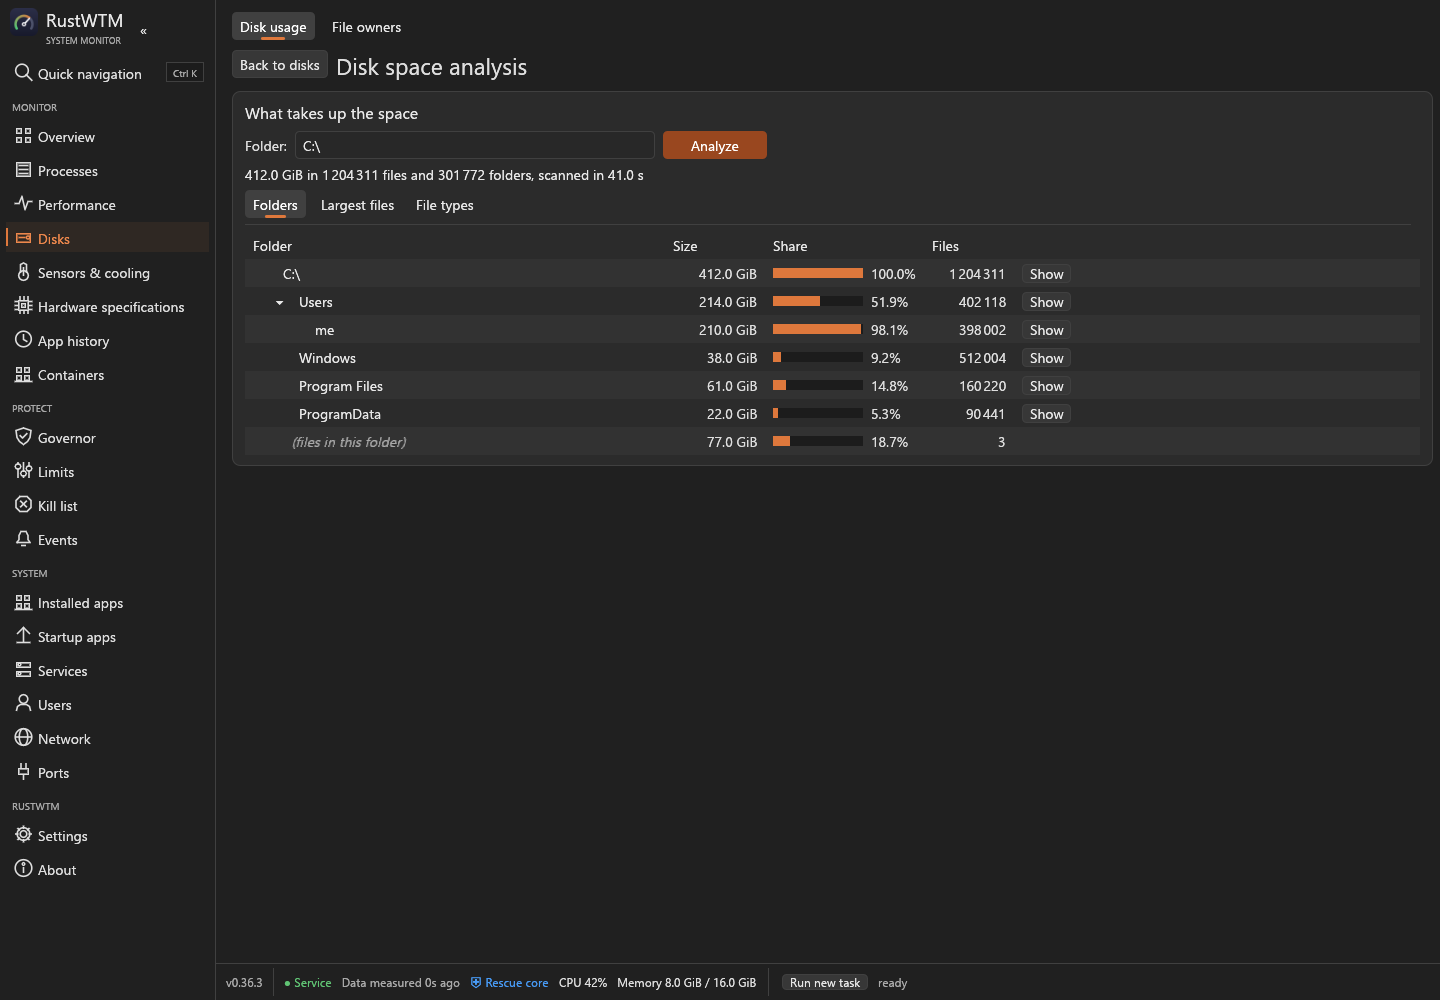 RustWTM
SYSTEM MONITOR
«
Quick navigation Ctrl K
MONITOR
Overview
Processes
Performance
Disks
Sensors & cooling
Hardware specifications
App history
Containers
PROTECT
Governor
Limits
Kill list
Events
SYSTEM
Installed apps
Startup apps
Services
Users
Network
Ports
RUSTWTM
Settings
About
Disk usage File owners
Back to disks Disk space analysis
What takes up the space
Folder: C:\ Analyze
412.0 GiB in 1 204 311 files and 301 772 folders, scanned in 41.0 s
Folders Largest files File types
Folder Size Share Files
C:\ 412.0 GiB 100.0% 1 204 311 Show
Users 214.0 GiB 51.9% 402 118 Show
me 210.0 GiB 98.1% 398 002 Show
Windows 38.0 GiB 9.2% 512 004 Show
Program Files 61.0 GiB 14.8% 160 220 Show
ProgramData 22.0 GiB 5.3% 90 441 Show
(files in this folder) 77.0 GiB 18.7% 3
v0.36.3 Service Data measured 0s ago Rescue core CPU 42% Memory 8.0 GiB / 16.0 GiB Run new task ready